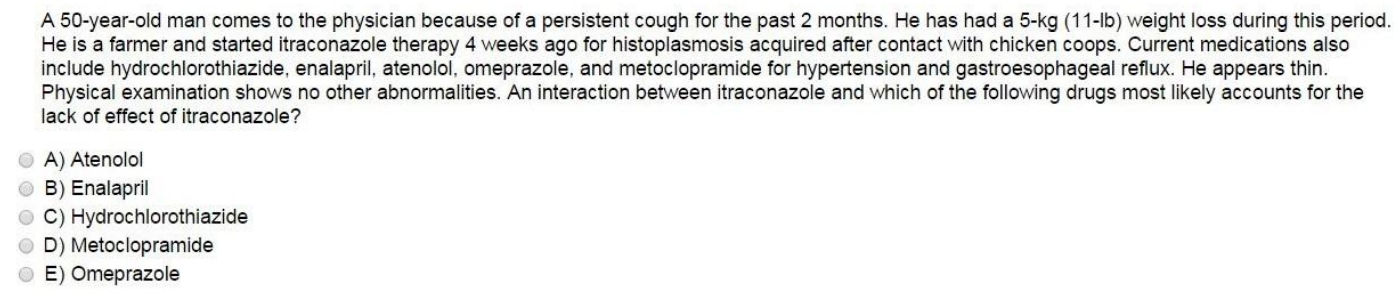 A 50-year-old man comes to the physician because of a persistent cough for the past 2 months. He has had a 5-kg (11-lb) weight loss during this period.
He is a farmer and started itraconazole therapy 4 weeks ago for histoplasmosis acquired after contact with chicken coops. Current medications also
include hydrochlorothiazide, enalapril, atenolol, omeprazole, and metoclopramide for hypertension and gastroesophageal reflux. He appears thin.
Physical examination shows no other abnormalities. An interaction between itraconazole and which of the following drugs most likely accounts for the
lack of effect of itraconazole?
A) Atenolol
B) Enalapril
C) Hydrochlorothiazide
D) Metoclopramide
E) Omeprazole